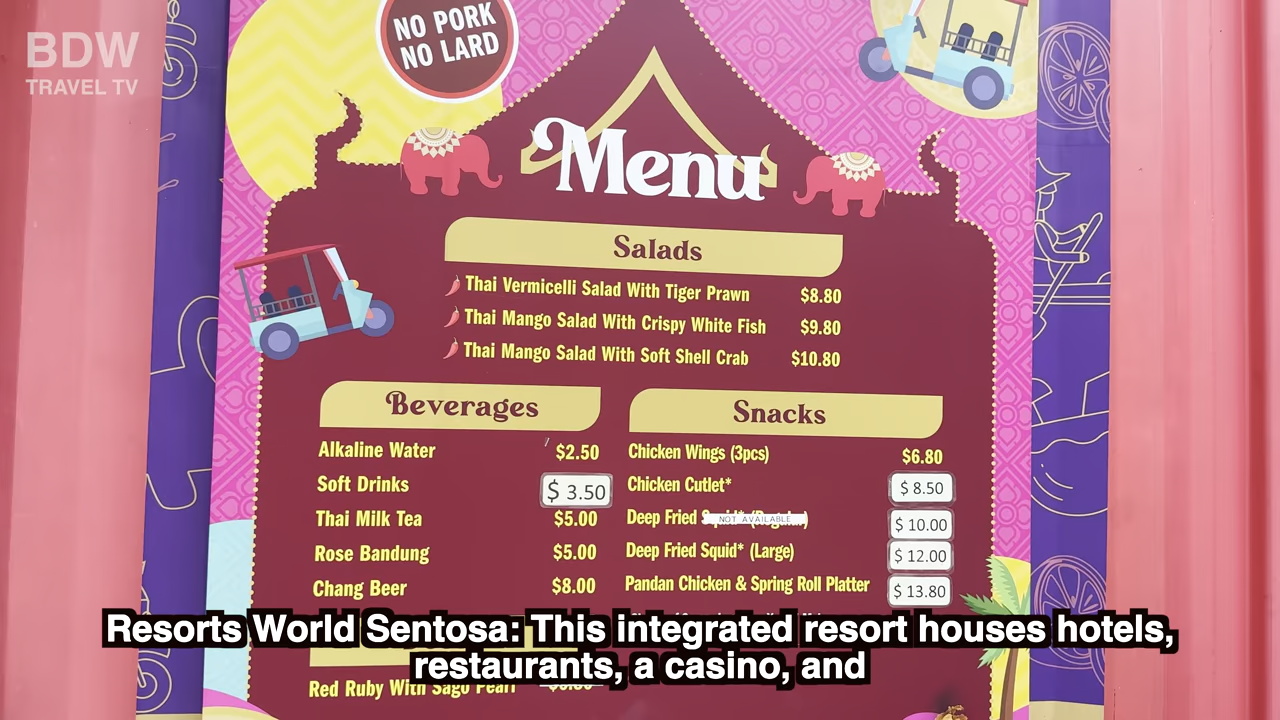 BDW
TRAVEL TV
NO PORK
NO LARD
Menu
Salads
Thai Vermicelli Salad With Tiger Prawn $8.80
Thai Mango Salad With Crispy White Fish $9.80
Thai Mango Salad With Soft Shell Crab $10.80
Beverages
Alkaline Water $2.50
Soft Drinks $3.50
Thai Milk Tea $5.00
Rose Bandung $5.00
Chang Beer $8.00
Snacks
Chicken Wings (3pcs) $6.80
Chicken Cutlet* $8.50
Deep Fried NOT AVAILABLE $10.00
Deep Fried Squid* (Large) $12.00
Pandan Chicken & Spring Roll Platter $13.80
Red Ruby With Sago Pearl
Resorts World Sentosa: This integrated resort houses hotels,
restaurants, a casino, and